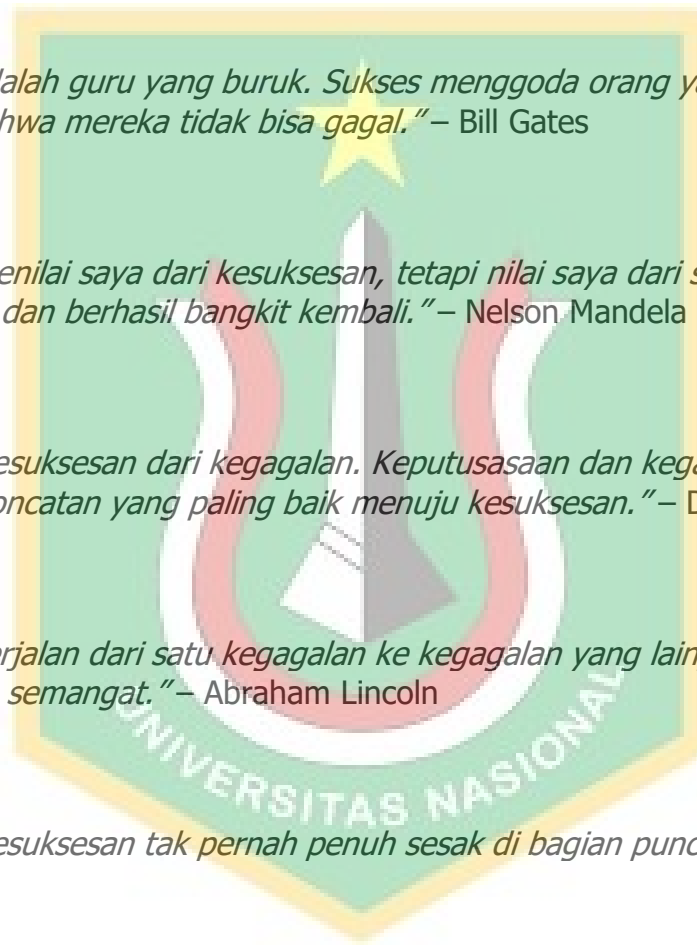 dalah guru yang buruk. Sukses menggoda orang ya
hwa mereka tidak bisa gagal.” – Bill Gates
enilai saya dari kesuksesan, tetapi nilai saya dari s
dan berhasil bangkit kembali.” – Nelson Mandela
esuksesan dari kegagalan. Keputusasaan dan kega
oncatan yang paling baik menuju kesuksesan.” – D
erjalan dari satu kegagalan ke kegagalan yang lain
semangat.” – Abraham Lincoln
UNIVERSITAS NASIONAL
esuksesan tak pernah penuh sesak di bagian punc